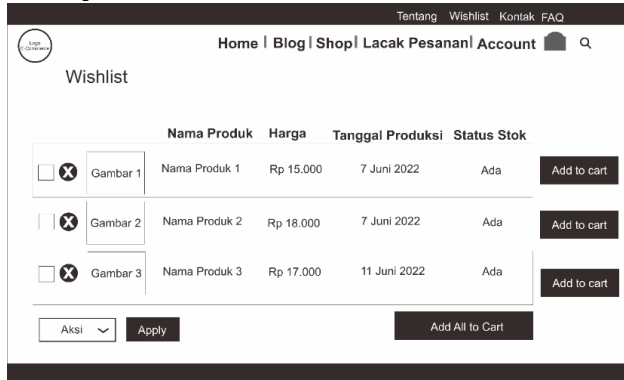 Tentang Wishlist Kontak FAQ
Logo
E-Commerce
Home | Blog | Shop | Lacak Pesanan | Account
Wishlist
Nama Produk Harga Tanggal Produksi Status Stok
X Gambar 1 Nama Produk 1 Rp 15.000 7 Juni 2022 Ada Add to cart
X Gambar 2 Nama Produk 2 Rp 18.000 7 Juni 2022 Ada Add to cart
X Gambar 3 Nama Produk 3 Rp 17.000 11 Juni 2022 Ada Add to cart
Aksi Apply Add All to Cart